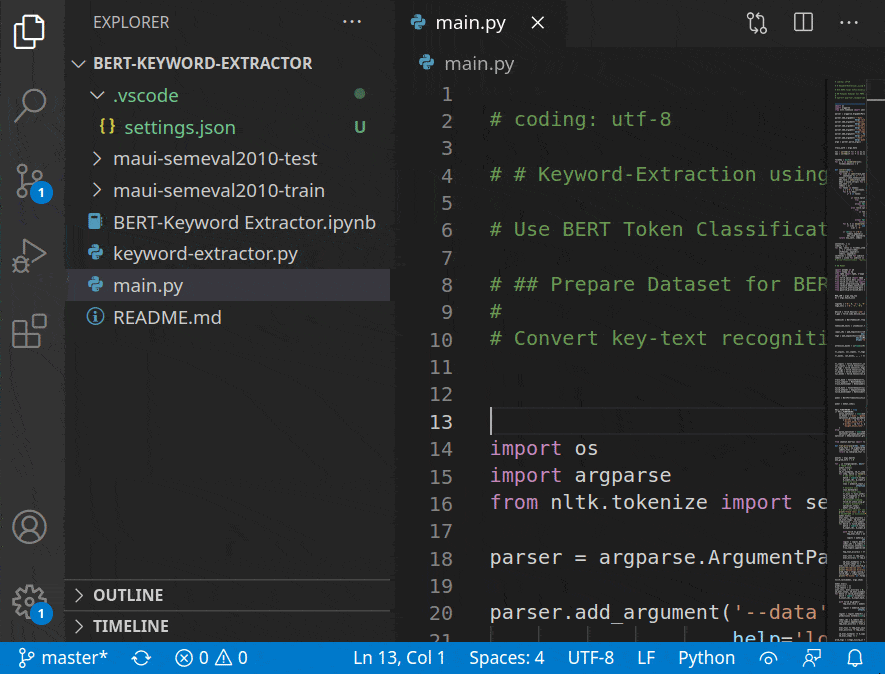 EXPLORER
BERT-KEYWORD-EXTRACTOR
.vscode
{} settings.json U
maui-semeval2010-test
maui-semeval2010-train
BERT-Keyword Extractor.ipynb
keyword-extractor.py
main.py
README.md
OUTLINE
TIMELINE
1
1
main.py
main.py
1
2 # coding: utf-8
3
4 # # Keyword-Extraction using
5
6 # Use BERT Token Classificat
7
8 # ## Prepare Dataset for BER
9 #
10 # Convert key-text recogniti
11
12
13
14 import os
15 import argparse
16 from nltk.tokenize import se
17
18 parser = argparse.ArgumentPa
19
20 parser.add_argument('--data'
21 help='lo
master* 0 0 Ln 13, Col 1 Spaces: 4 UTF-8 LF Python